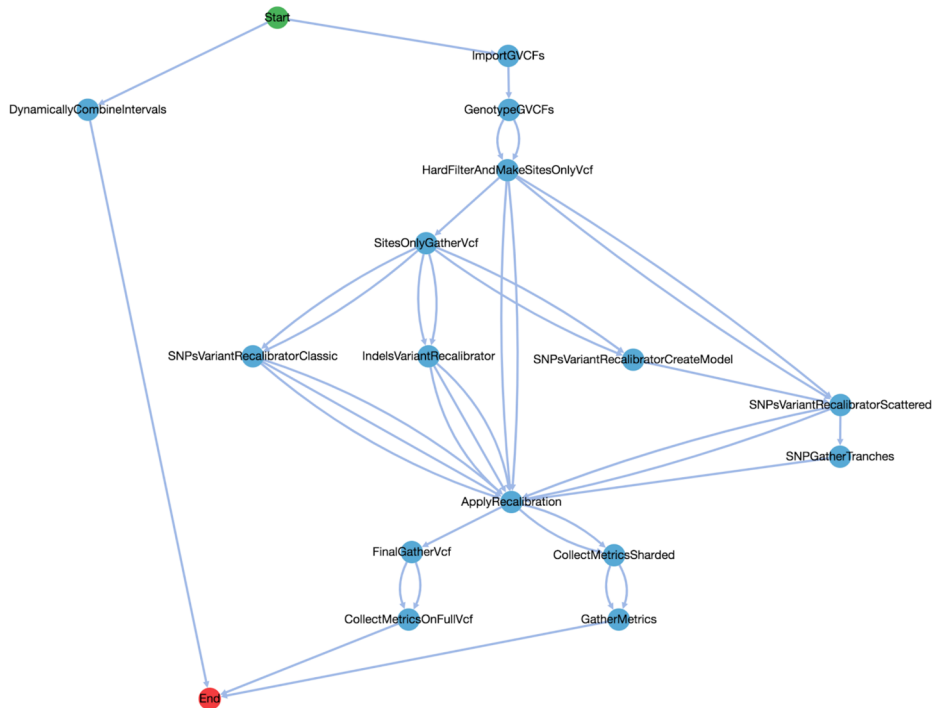 Start
ImportGVCFs
DynamicallyCombineIntervals
GenotypeGVCFs
HardFilterAndMakeSitesOnlyVcf
SitesOnlyGatherVcf
SNPsVariantRecalibratorClassic
IndelsVariantRecalibrator
SNPsVariantRecalibratorCreateModel
SNPsVariantRecalibratorScattered
SNPGatherTranches
ApplyRecalibration
FinalGatherVcf
CollectMetricsSharded
CollectMetricsOnFullVcf
GatherMetrics
End